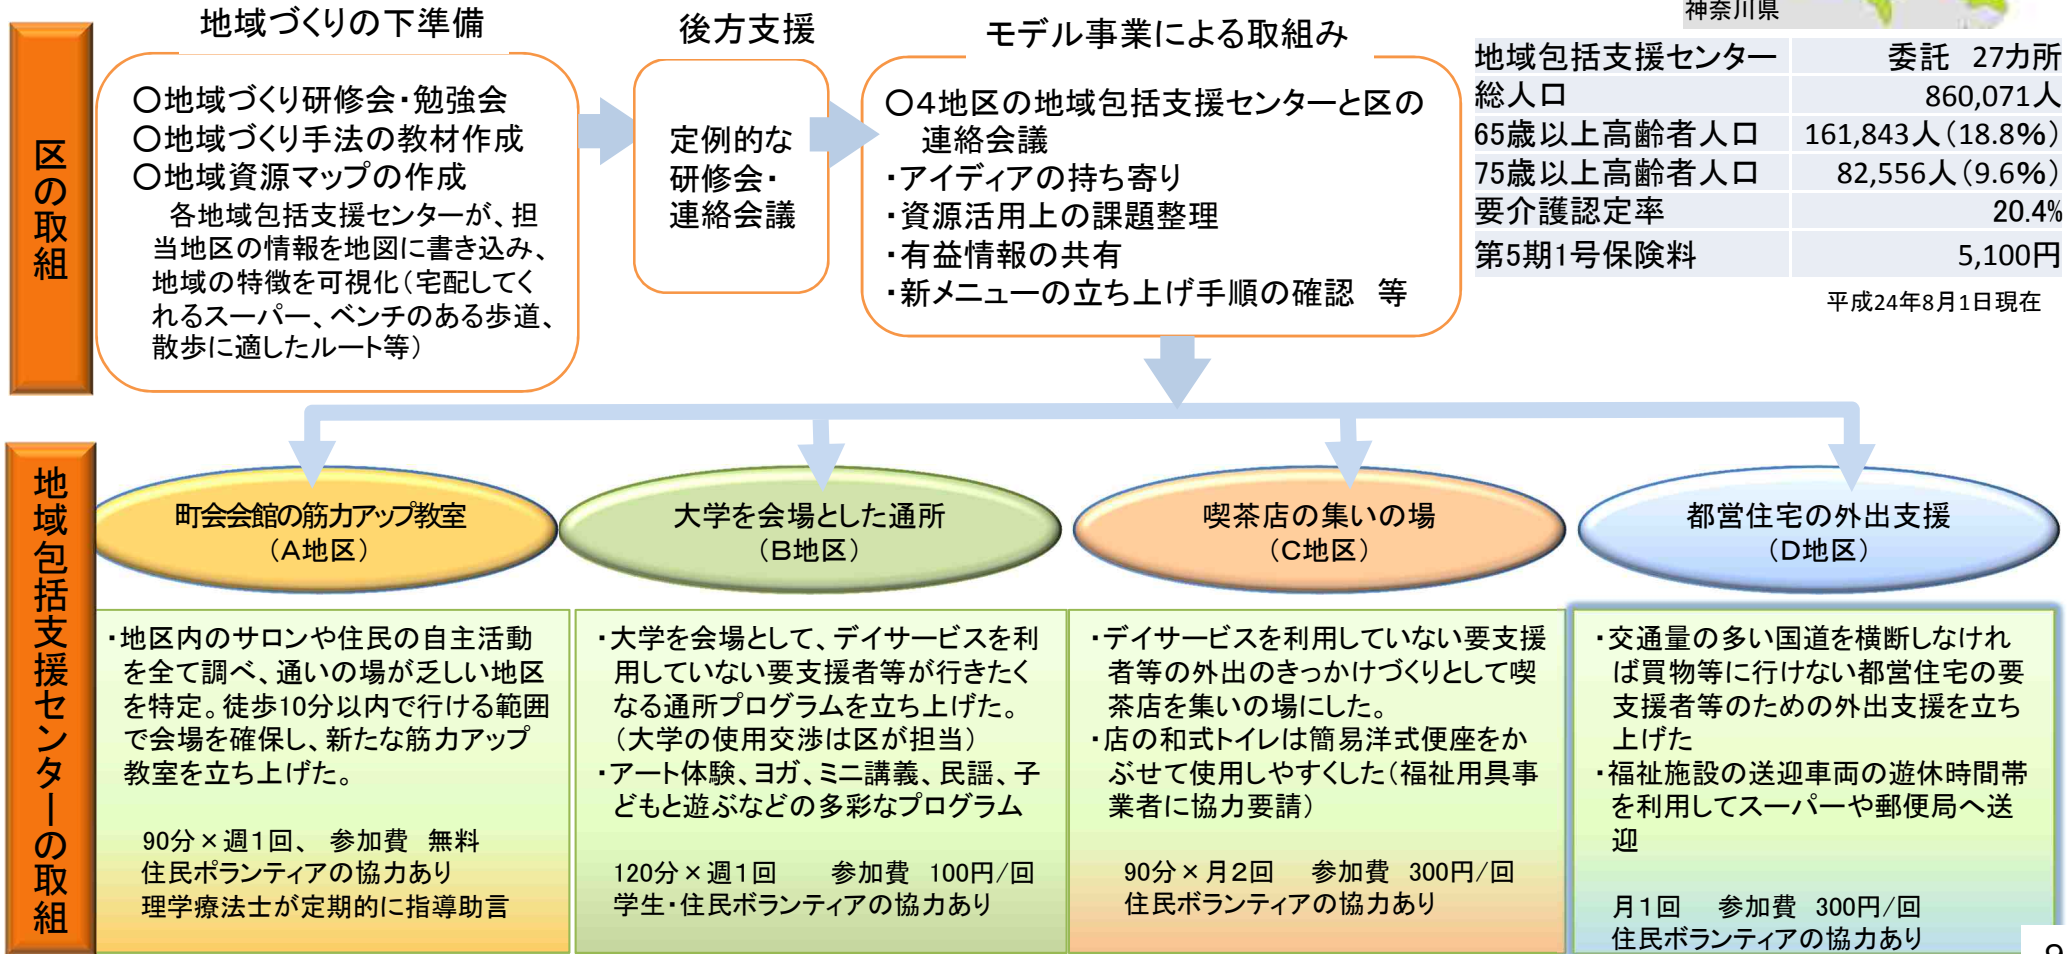 地域づくりの下準備
後方支援
モデル事業による取組み
神奈川県
区の取組
〇地域づくり研修会・勉強会
〇地域づくり手法の教材作成
〇地域資源マップの作成
各地域包括支援センターが、担
当地区の情報を地図に書き込み、
地域の特徴を可視化（宅配してく
れるスーパー、ベンチのある歩道、
散歩に適したルート等）
定例的な
研修会・
連絡会議
〇４地区の地域包括支援センターと区の
連絡会議
・アイディアの持ち寄り
・資源活用上の課題整理
・有益情報の共有
・新メニューの立ち上げ手順の確認　等
地域包括支援センター　委託　27カ所
総人口　860,071人
65歳以上高齢者人口　161,843人（18.8％）
75歳以上高齢者人口　82,556人（9.6％）
要介護認定率　20.4%
第5期1号保険料　5,100円
平成24年8月1日現在
地域包括支援センターの取組
町会会館の筋力アップ教室
（Ａ地区）
・地区内のサロンや住民の自主活動
を全て調べ、通いの場が乏しい地区
を特定。徒歩10分以内で行ける範囲
で会場を確保し、新たな筋力アップ
教室を立ち上げた。
90分×週１回、　参加費　無料
住民ボランティアの協力あり
理学療法士が定期的に指導助言
大学を会場とした通所
（Ｂ地区）
・大学を会場として、デイサービスを利
用していない要支援者等が行きたく
なる通所プログラムを立ち上げた。
（大学の使用交渉は区が担当）
・アート体験、ヨガ、ミニ講義、民謡、子
どもと遊ぶなどの多彩なプログラム
120分×週１回　　参加費　100円/回
学生・住民ボランティアの協力あり
喫茶店の集いの場
（Ｃ地区）
・デイサービスを利用していない要支援
者等の外出のきっかけづくりとして喫
茶店を集いの場にした。
・店の和式トイレは簡易洋式便座をか
ぶせて使用しやすくした（福祉用具事
業者に協力要請）
90分×月２回　参加費　300円/回
住民ボランティアの協力あり
都営住宅の外出支援
（Ｄ地区）
・交通量の多い国道を横断しなけれ
ば買物等に行けない都営住宅の要
支援者等のための外出支援を立ち
上げた
・福祉施設の送迎車両の遊休時間帯
を利用してスーパーや郵便局へ送
迎
月１回　参加費　300円/回
住民ボランティアの協力あり